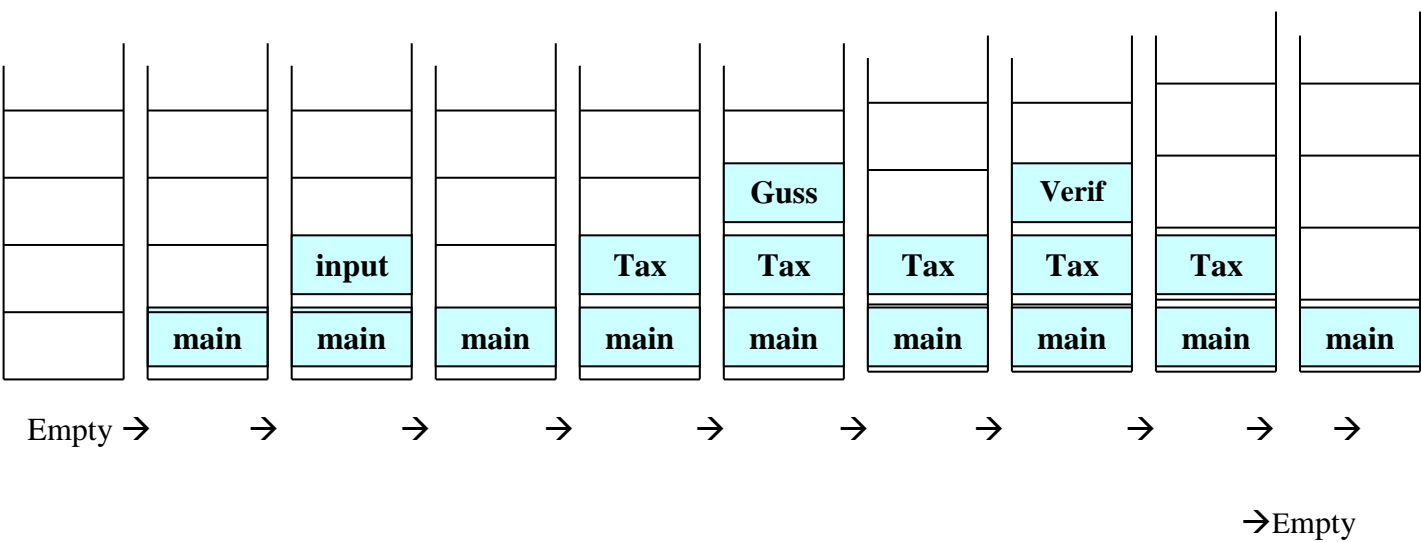 Guss Verif
input Tax Tax Tax Tax Tax
main main main main main main main main main
Empty → → → → → → → → → →
→Empty